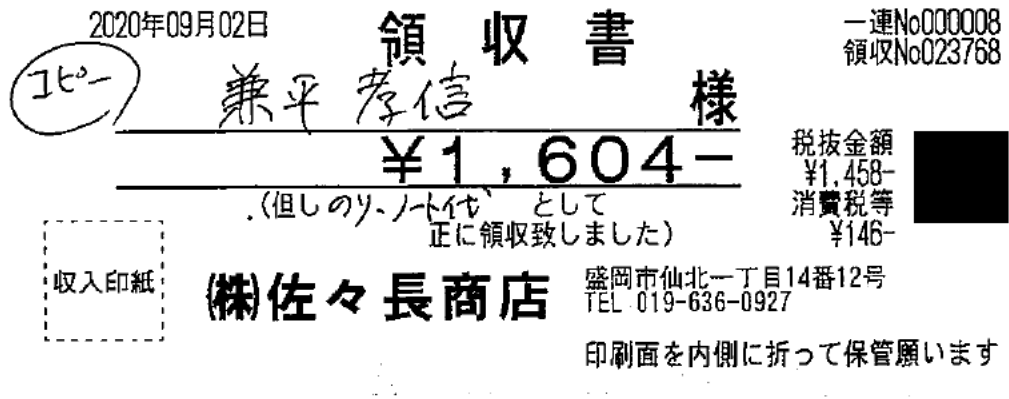 2020年09月02日
領収書
一連No000008
領収No023768
コピー
兼平 孝信
様
¥1,604-
税抜金額
¥1,458-
消費税等
¥146-
(但しのり、ノート代 として
正に領収致しました)
収入印紙
㈱佐々長商店
盛岡市仙北一丁目14番12号
TEL 019-636-0927
印刷面を内側に折って保管願います